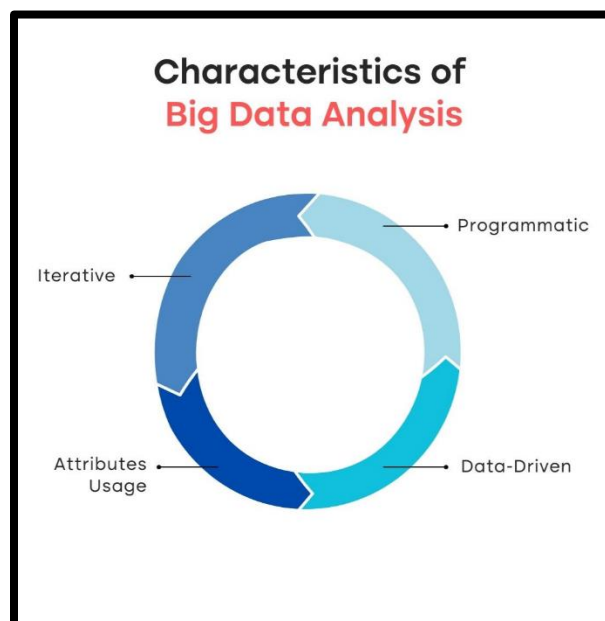 Characteristics of
Big Data Analysis
Programmatic
Iterative
Attributes
Usage
Data-Driven